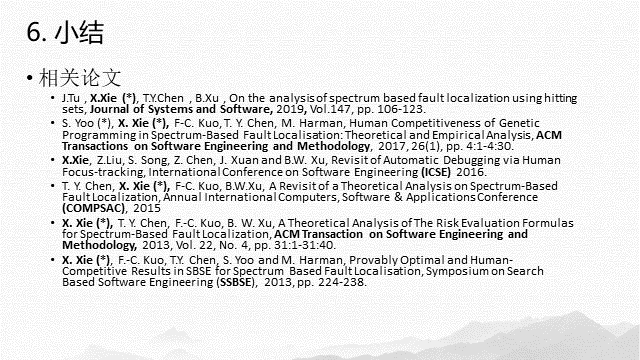 6. 小结
• 相关论文
• J.Tu , X.Xie (*), T.Y.Chen , B.Xu , On the analysis of spectrum based fault localization using hitting
sets, Journal of Systems and Software, 2019, Vol.147, pp. 106-123.
• S. Yoo (*), X. Xie (*), F-C. Kuo, T. Y. Chen, M. Harman, Human Competitiveness of Genetic
Programming in Spectrum-Based Fault Localisation: Theoretical and Empirical Analysis, ACM
Transactions on Software Engineering and Methodology, 2017, 26(1), pp. 4:1-4:30.
• X.Xie, Z.Liu, S. Song, Z. Chen, J. Xuan and B.W. Xu, Revisit of Automatic Debugging via Human
Focus-tracking, International Conference on Software Engineering (ICSE) 2016.
• T. Y. Chen, X. Xie (*), F-C. Kuo, B.W.Xu, A Revisit of a Theoretical Analysis on Spectrum-Based
Fault Localization, Annual International Computers, Software & Applications Conference
(COMPSAC), 2015
• X. Xie (*), T. Y. Chen, F.-C. Kuo, B. W. Xu, A Theoretical Analysis of The Risk Evaluation Formulas
for Spectrum-Based Fault Localization, ACM Transaction on Software Engineering and
Methodology, 2013, Vol. 22, No. 4, pp. 31:1-31:40.
• X. Xie (*), F.-C. Kuo, T.Y. Chen, S. Yoo and M. Harman, Provably Optimal and Human-
Competitive Results in SBSE for Spectrum Based Fault Localisation, Symposium on Search
Based Software Engineering (SSBSE), 2013, pp. 224-238.